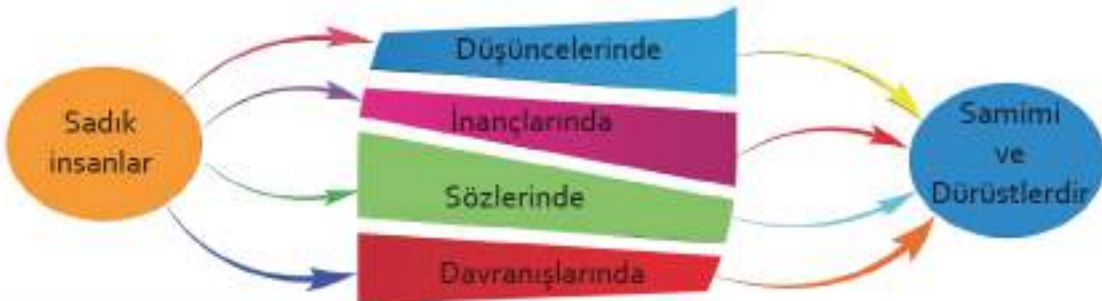 Sadık
insanlar
Düşüncelerinde
İnançlarında
Sözlerinde
Davranışlarında
Samimi
ve
Dürüstlerdir